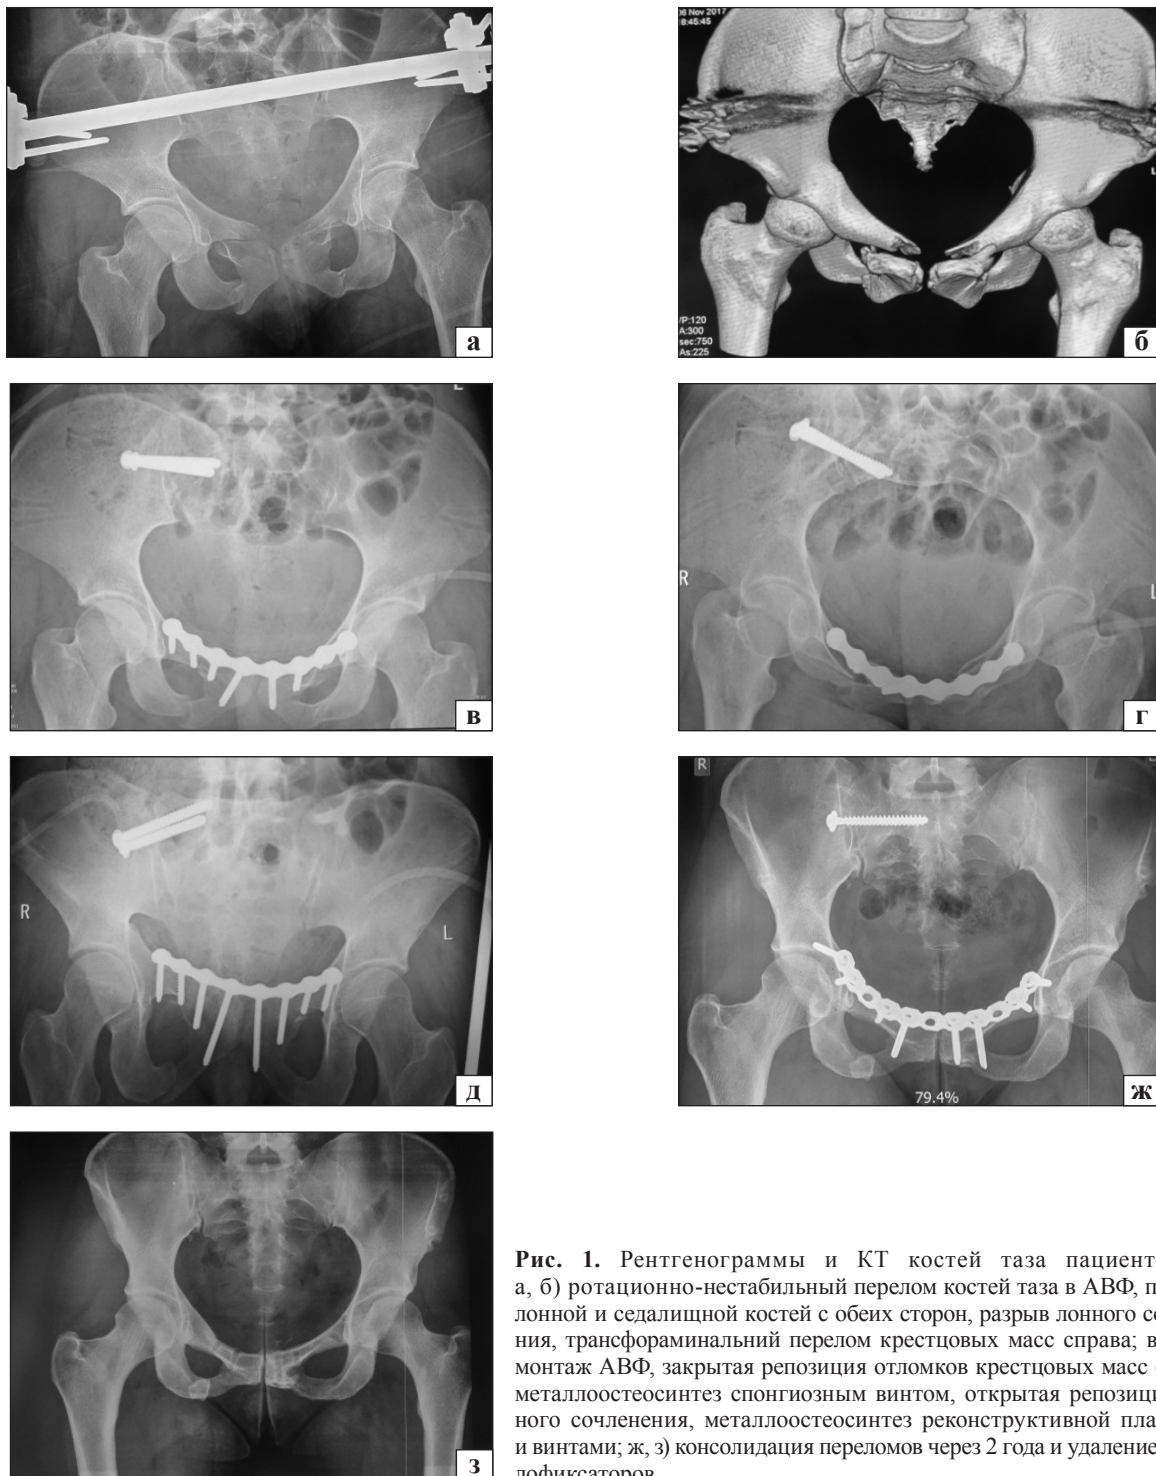 а
06 Nov 2017
8:45:45
L
/P:120
A:300
sec:750
As:225
б
L
в
R
L
г
R
L
д
R
79.4%
ж
з
Рис. 1. Рентгенограммы и КТ костей таза пациент
а, б) ротационно-нестабильный перелом костей таза в АВФ, п
лонной и седалищной костей с обеих сторон, разрыв лонного со
ния, трансфораминальний перелом крестцовых масс справа; в
монтаж АВФ, закрытая репозиция отломков крестцовых масс
металлоостеосинтез спонгиозным винтом, открытая репозици
ного сочленения, металлоостеосинтез реконструктивной пла
и винтами; ж, з) консолидация переломов через 2 года и удаление
лофиксаторов